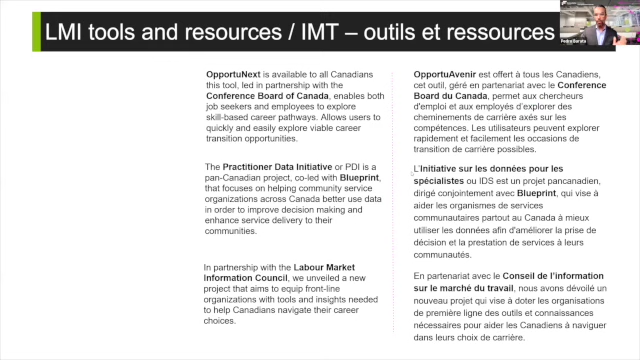 LMI tools and resources / IMT – outils et ressources
OpportuNext is available to all Canadians
this tool, led in partnership with the
Conference Board of Canada, enables both
job seekers and employees to explore
skill-based career pathways. Allows users to
quickly and easily explore viable career
transition opportunities.
The Practitioner Data Initiative or PDI is a
pan-Canadian project, co-led with Blueprint,
that focuses on helping community service
organizations across Canada better use data
in order to improve decision making and
enhance service delivery to their
communities.
In partnership with the Labour Market
Information Council, we unveiled a new
project that aims to equip front-line
organizations with tools and insights needed
to help Canadians navigate their career
choices.
OpportuAvenir est offert à tous les Canadiens,
cet outil, géré en partenariat avec le Conference
Board du Canada, permet aux chercheurs
d'emploi et aux employés d'explorer des
cheminements de carrière axés sur les
compétences. Les utilisateurs peuvent explorer
rapidement et facilement les occasions de
transition de carrière possibles.
L'Initiative sur les données pour les
spécialistes ou IDS est un projet pancanadien,
dirigé conjointement avec Blueprint, qui vise à
aider les organismes de services
communautaires partout au Canada à mieux
utiliser les données afin d'améliorer la prise de
décision et la prestation de services à leurs
communautés.
En partenariat avec le Conseil de l'information
sur le marché du travail, nous avons dévoilé un
nouveau projet qui vise à doter les organisations
de première ligne des outils et connaissances
nécessaires pour aider les Canadiens à naviguer
dans leurs choix de carrière.
Pedro Barata